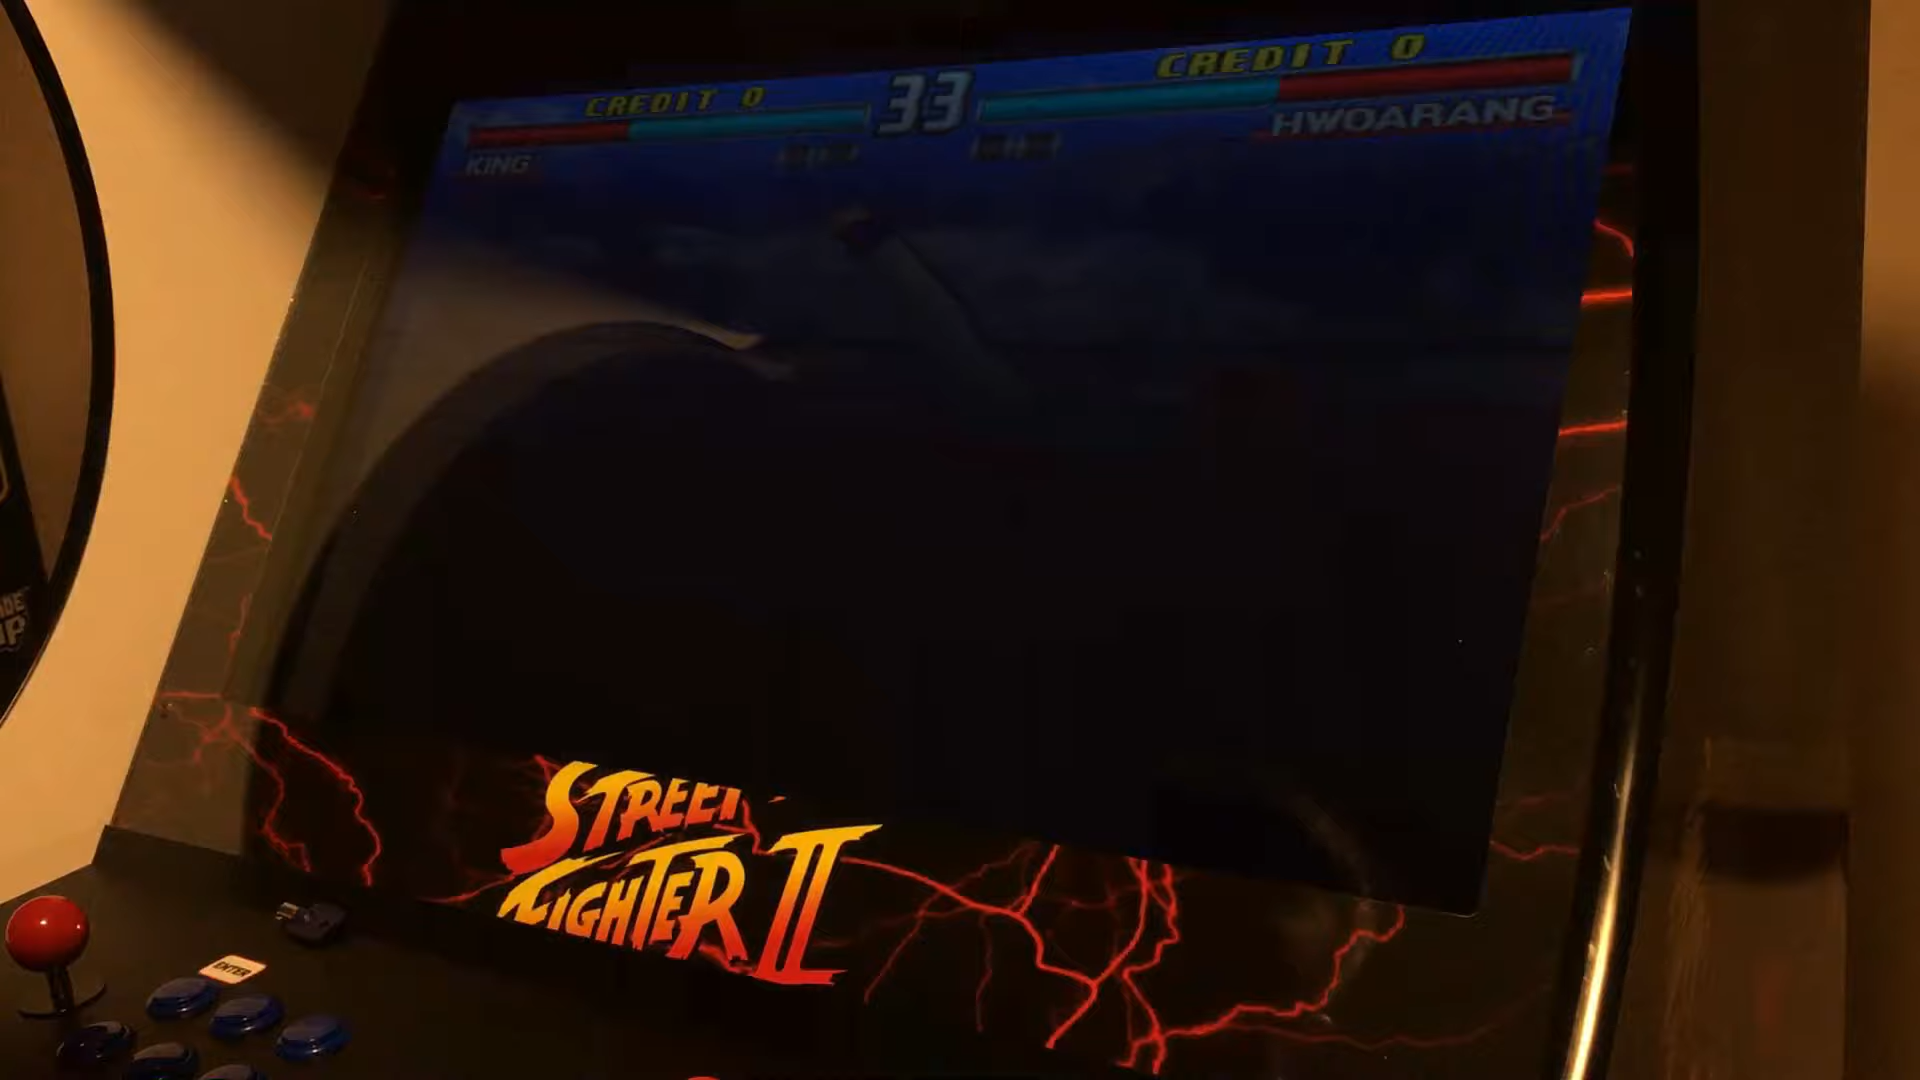 CREDIT 0
33
CREDIT 0
KING
HWOARANG
STREET
FIGHTER II
ENTER